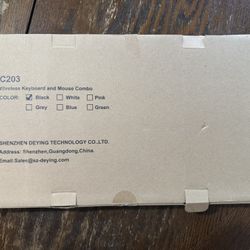 C203
Wireless Keyboard and Mouse Combo
COLOR: Black White Pink
Grey Blue Green
SHENZHEN DEYING TECHNOLOGY CO.,LTD.
Address: Shenzhen,Guangdong,China.
Email:Sales@sz-deying.com